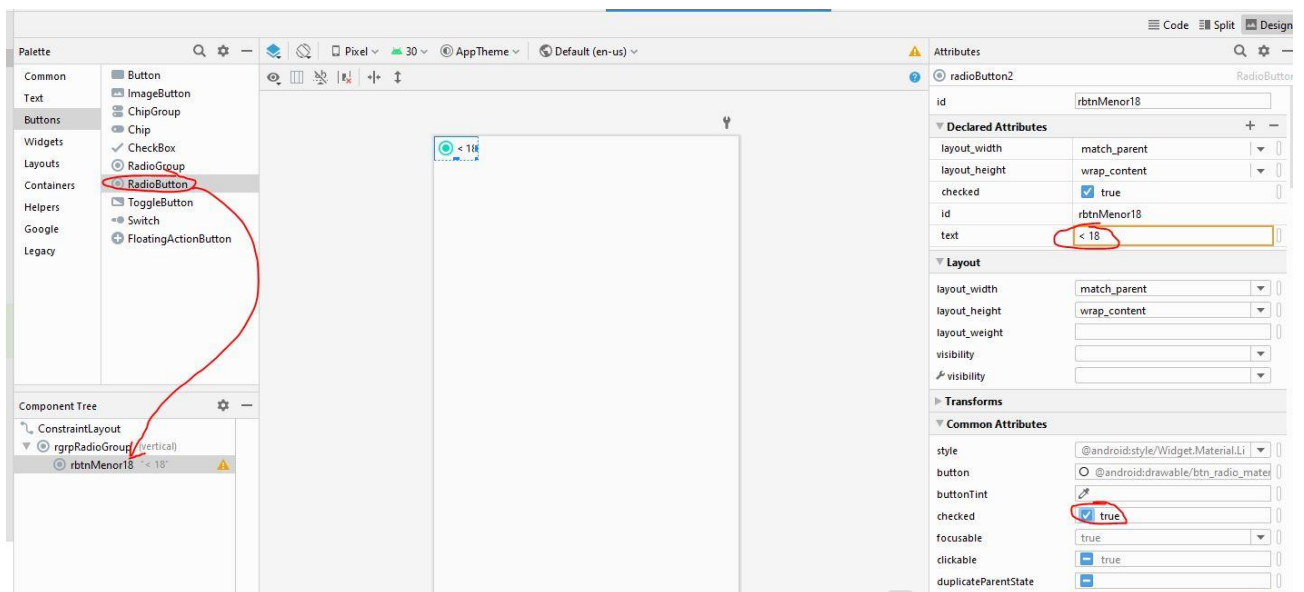 Code Split Design
Palette
Pixel 30 AppTheme Default (en-us)
Attributes
Common
Text
Buttons
Widgets
Layouts
Containers
Helpers
Google
Legacy
Button
ImageButton
ChipGroup
Chip
CheckBox
RadioGroup
RadioButton
ToggleButton
Switch
FloatingActionButton
Component Tree
ConstraintLayout
rgrpRadioGroup (vertical)
rbtnMenor18 "< 18"
< 18
radioButton2 RadioButton
id rbtnMenor18
Declared Attributes
layout_width match_parent
layout_height wrap_content
checked true
id rbtnMenor18
text < 18
Layout
layout_width match_parent
layout_height wrap_content
layout_weight
visibility
visibility
Transforms
Common Attributes
style @android:style/Widget.Material.Li
button @android:drawable/btn_radio_mater
buttonTint
checked true
focusable true
clickable true
duplicateParentState